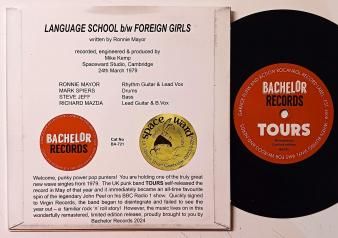 LANGUAGE SCHOOL b/w FOREIGN GIRLS
written by Ronnie Mayor
recorded, engineered & produced by
Mike Kemp
Spaceward Studio, Cambridge
24th March 1979
RONNIE MAYOR Rhythm Guitar & Lead Vox
MARK SPIERS Drums
STEVE JEFF Bass
RICHARD MAZDA Lead Guitar & B.Vox
BACHELOR
RECORDS
Cat No
BA-721
space ward
Welcome, punky power pop punters! You are holding one of the truly great
new wave singles from 1979. The UK punk band TOURS self-released the
record in May of that year and it immediately became an all-time favourite
spin of the legendary John Peel on his BBC Radio 1 show. Quickly signed
to Virgin Records, the band began to disintegrate and failed to see the
year out – a familiar rock 'n' roll story! However, the music lives on in this
wonderfully remastered, limited edition release, proudly brought to you by
Bachelor Records 2024
BACHELOR
RECORDS
TOURS